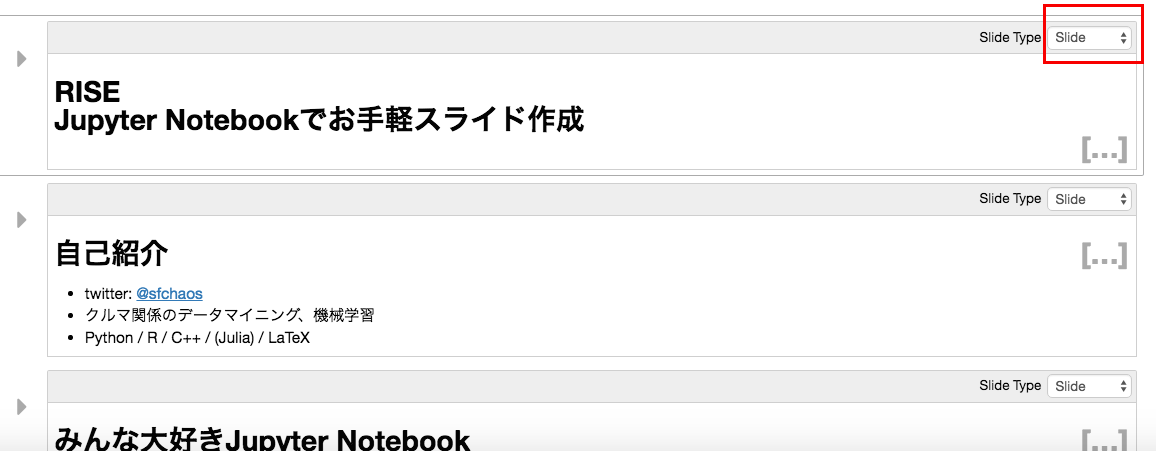 Slide Type Slide
RISE
Jupyter Notebookでお手軽スライド作成
[...]
Slide Type Slide
自己紹介
[...]
twitter: @sfchaos
クルマ関係のデータマイニング、機械学習
Python / R / C++ / (Julia) / LaTeX
Slide Type Slide
みんな大好きJupyter Notebook
[...]